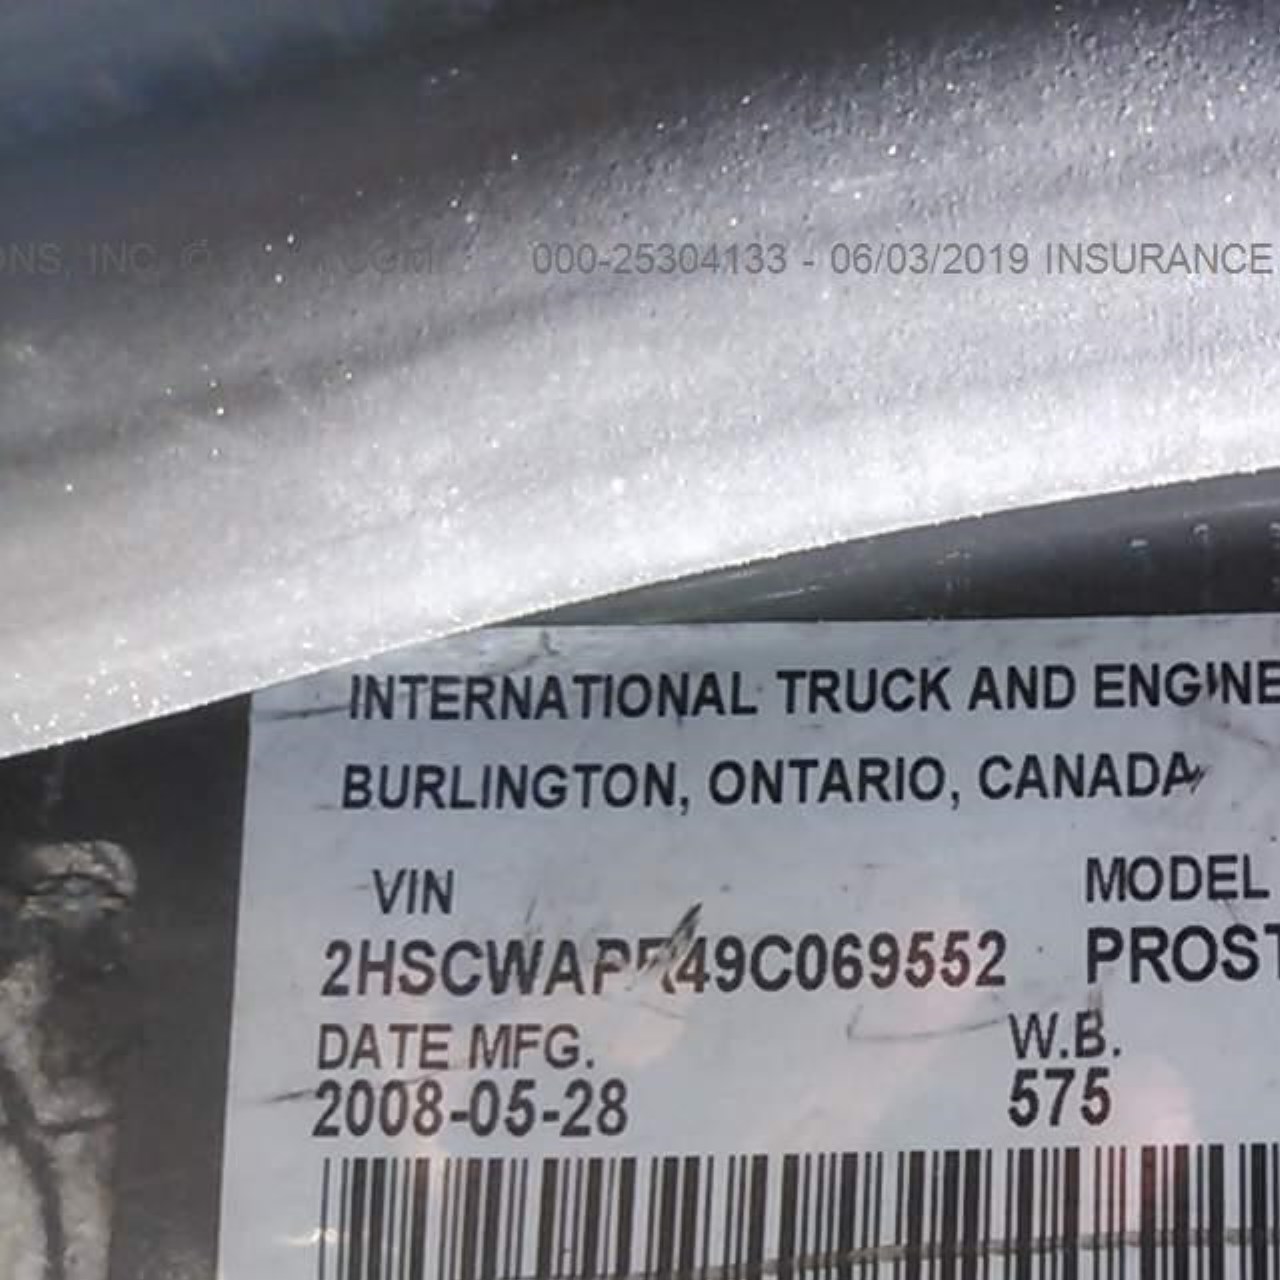 000-25304133 - 06/03/2019 INSURANCE
INTERNATIONAL TRUCK AND ENGINE
BURLINGTON, ONTARIO, CANADA
VIN
MODEL
PROST
DATE MFG.
2008-05-28
W.B.
575